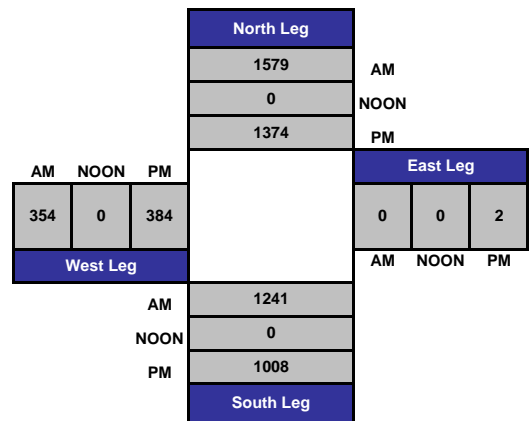 North Leg
1579 AM
0 NOON
1374 PM
AM NOON PM
East Leg
354 0 384
0 0 2
West Leg
AM NOON PM
AM 1241
NOON 0
PM 1008
South Leg